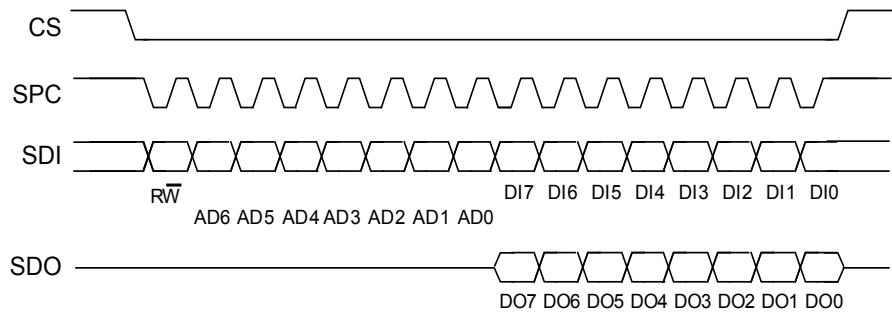 CS
SPC
SDI
RW̅ DI7 DI6 DI5 DI4 DI3 DI2 DI1 DI0
AD6 AD5 AD4 AD3 AD2 AD1 AD0
SDO
DO7 DO6 DO5 DO4 DO3 DO2 DO1 DO0